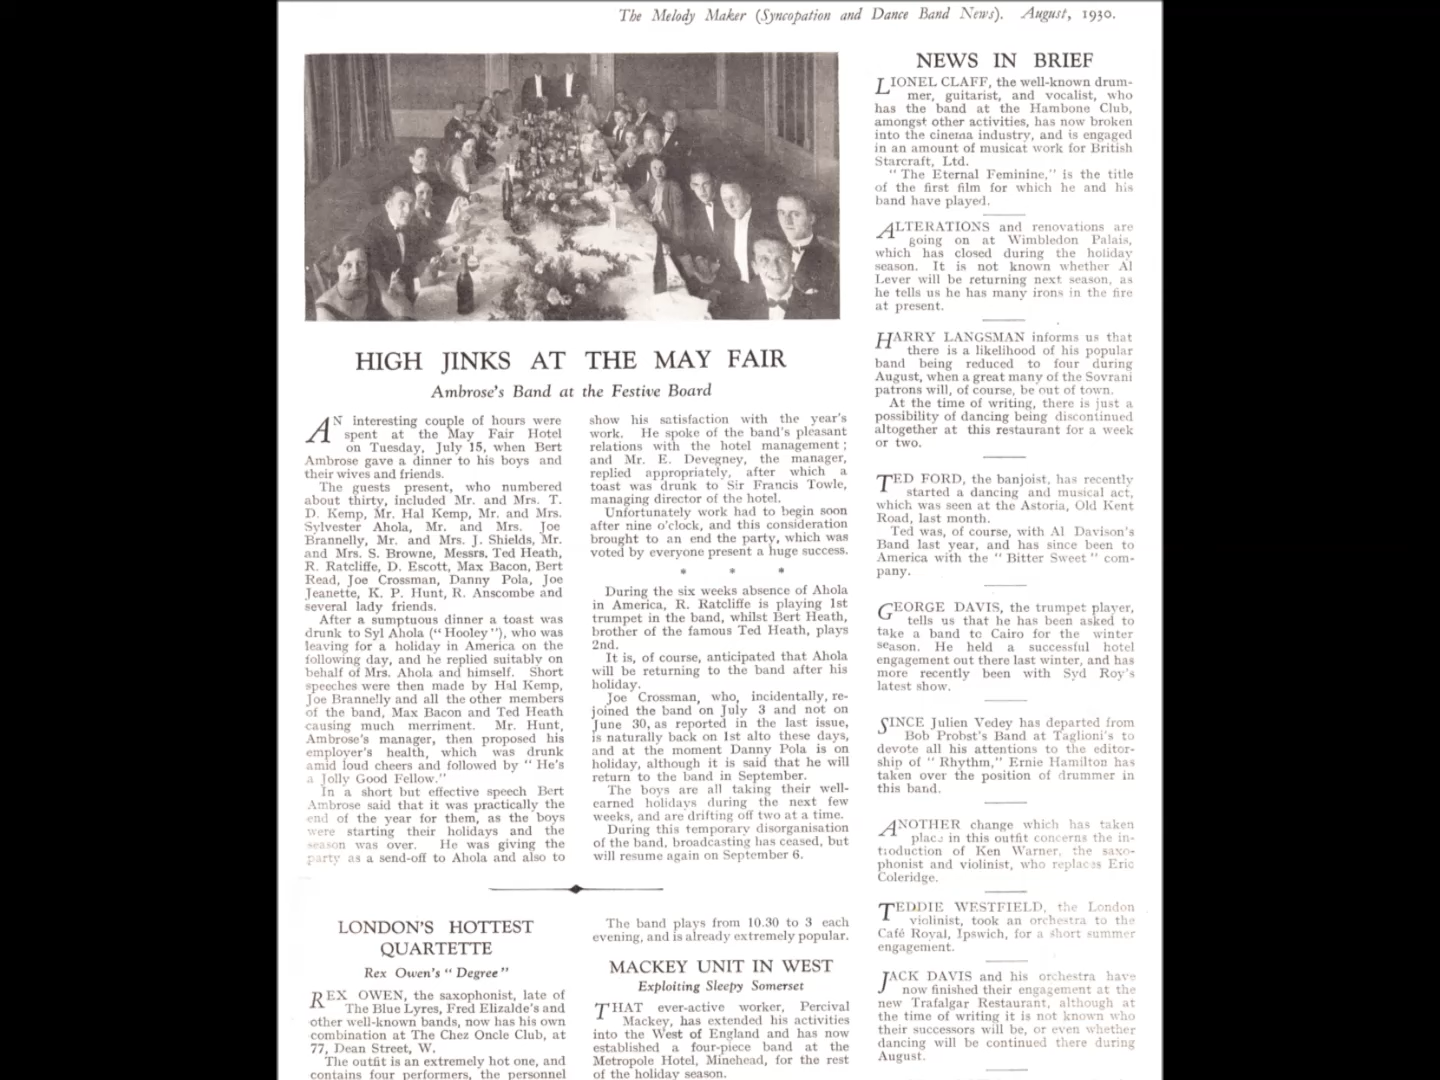 The Melody Maker (Syncopation and Dance Band News). August, 1930.
HIGH JINKS AT THE MAY FAIR
Ambrose's Band at the Festive Board
AN interesting couple of hours were
spent at the May Fair Hotel
on Tuesday, July 15, when Bert
Ambrose gave a dinner to his boys and
their wives and friends.
The guests present, who numbered
about thirty, included Mr. and Mrs. T.
D. Kemp, Mr. Hal Kemp, Mr. and Mrs.
Sylvester Ahola, Mr. and Mrs. Joe
Brannelly, Mr. and Mrs. J. Shields, Mr.
and Mrs. S. Browne, Messrs. Ted Heath,
R. Ratcliffe, D. Escott, Max Bacon, Bert
Read, Joe Crossman, Danny Pola, Joe
Jeanette, K. P. Hunt, R. Anscombe and
several lady friends.
After a sumptuous dinner a toast was
drunk to Syl Ahola ("Hooley"), who was
leaving for a holiday in America on the
following day, and he replied suitably on
behalf of Mrs. Ahola and himself. Short
speeches were then made by Hal Kemp,
Joe Brannelly and all the other members
of the band, Max Bacon and Ted Heath
causing much merriment. Mr. Hunt,
Ambrose's manager, then proposed his
employer's health, which was drunk
amid loud cheers and followed by "He's
a Jolly Good Fellow."
In a short but effective speech Bert
Ambrose said that it was practically the
end of the year for them, as the boys
were starting their holidays and the
season was over. He was giving the
party as a send-off to Ahola and also to
show his satisfaction with the year's
work. He spoke of the band's pleasant
relations with the hotel management;
and Mr. E. Devegney, the manager,
replied appropriately, after which a
toast was drunk to Sir Francis Towle,
managing director of the hotel.
Unfortunately work had to begin soon
after nine o'clock, and this consideration
brought to an end the party, which was
voted by everyone present a huge success.
* * *
During the six weeks absence of Ahola
in America, R. Ratcliffe is playing 1st
trumpet in the band, whilst Bert Heath,
brother of the famous Ted Heath, plays
2nd.
It is, of course, anticipated that Ahola
will be returning to the band after his
holiday.
Joe Crossman, who, incidentally, re-
joined the band on July 3 and not on
June 30, as reported in the last issue,
is naturally back on 1st alto these days,
and at the moment Danny Pola is on
holiday, although it is said that he will
return to the band in September.
The boys are all taking their well-
earned holidays during the next few
weeks, and are drifting off two at a time.
During this temporary disorganisation
of the band, broadcasting has ceased, but
will resume again on September 6.
LONDON'S HOTTEST
QUARTETTE
Rex Owen's "Degree"
REX OWEN, the saxophonist, late of
The Blue Lyres, Fred Elizalde's and
other well-known bands, now has his own
combination at The Chez Oncle Club, at
77, Dean Street, W.
The outfit is an extremely hot one, and
contains four performers, the personnel
The band plays from 10.30 to 3 each
evening, and is already extremely popular.
MACKEY UNIT IN WEST
Exploiting Sleepy Somerset
THAT ever-active worker, Percival
Mackey, has extended his activities
into the West of England and has now
established a four-piece band at the
Metropole Hotel, Minehead, for the rest
of the holiday season.
NEWS IN BRIEF
LIONEL CLAFF, the well-known drum-
mer, guitarist, and vocalist, who
has the band at the Hambone Club,
amongst other activities, has now broken
into the cinema industry, and is engaged
in an amount of musicat work for British
Starcraft, Ltd.
"The Eternal Feminine," is the title
of the first film for which he and his
band have played.
ALTERATIONS and renovations are
going on at Wimbledon Palais,
which has closed during the holiday
season. It is not known whether Al
Lever will be returning next season, as
he tells us he has many irons in the fire
at present.
HARRY LANGSMAN informs us that
there is a likelihood of his popular
band being reduced to four during
August, when a great many of the Sovrani
patrons will, of course, be out of town.
At the time of writing, there is just a
possibility of dancing being discontinued
altogether at this restaurant for a week
or two.
TED FORD, the banjoist, has recently
started a dancing and musical act,
which was seen at the Astoria, Old Kent
Road, last month.
Ted was, of course, with Al Davison's
Band last year, and has since been to
America with the "Bitter Sweet" com-
pany.
GEORGE DAVIS, the trumpet player,
tells us that he has been asked to
take a band to Cairo for the winter
season. He held a successful hotel
engagement out there last winter, and has
more recently been with Syd Roy's
latest show.
SINCE Julien Vedey has departed from
Bob Probst's Band at Taglioni's to
devote all his attentions to the editor-
ship of "Rhythm," Ernie Hamilton has
taken over the position of drummer in
this band.
ANOTHER change which has taken
place in this outfit concerns the in-
troduction of Ken Warner, the saxo-
phonist and violinist, who replaces Eric
Coleridge.
TEDDIE WESTFIELD, the London
violinist, took an orchestra to the
Café Royal, Ipswich, for a short summer
engagement.
JACK DAVIS and his orchestra have
now finished their engagement at the
new Trafalgar Restaurant, although at
the time of writing it is not known who
their successors will be, or even whether
dancing will be continued there during
August.